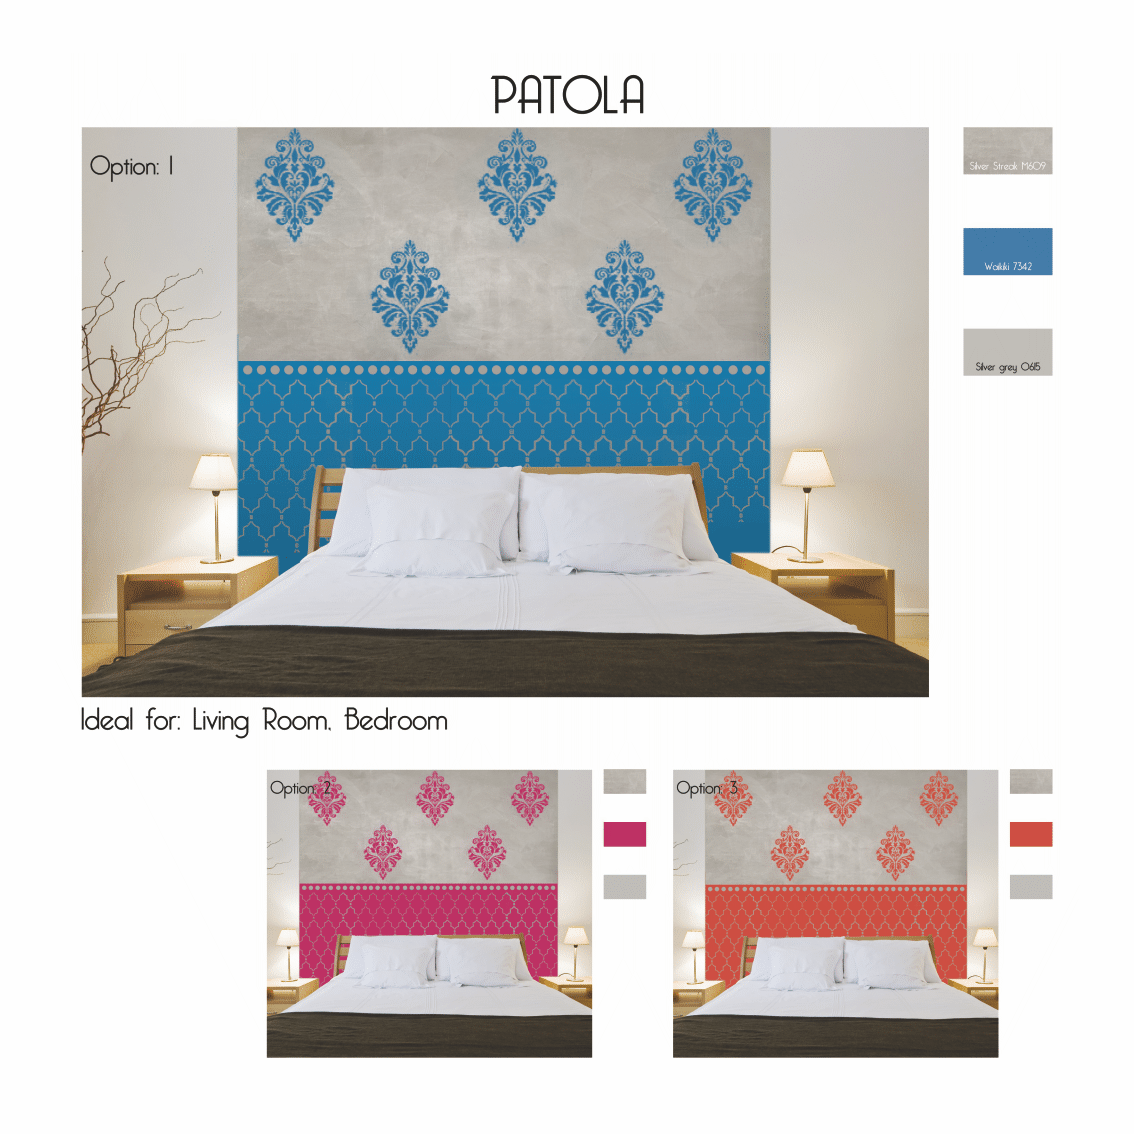 PATOLA
Option: 1
Silver Streak M609
Waikiki 7342
Silver grey 0615
Ideal for: Living Room, Bedroom
Option: 2
Option: 3